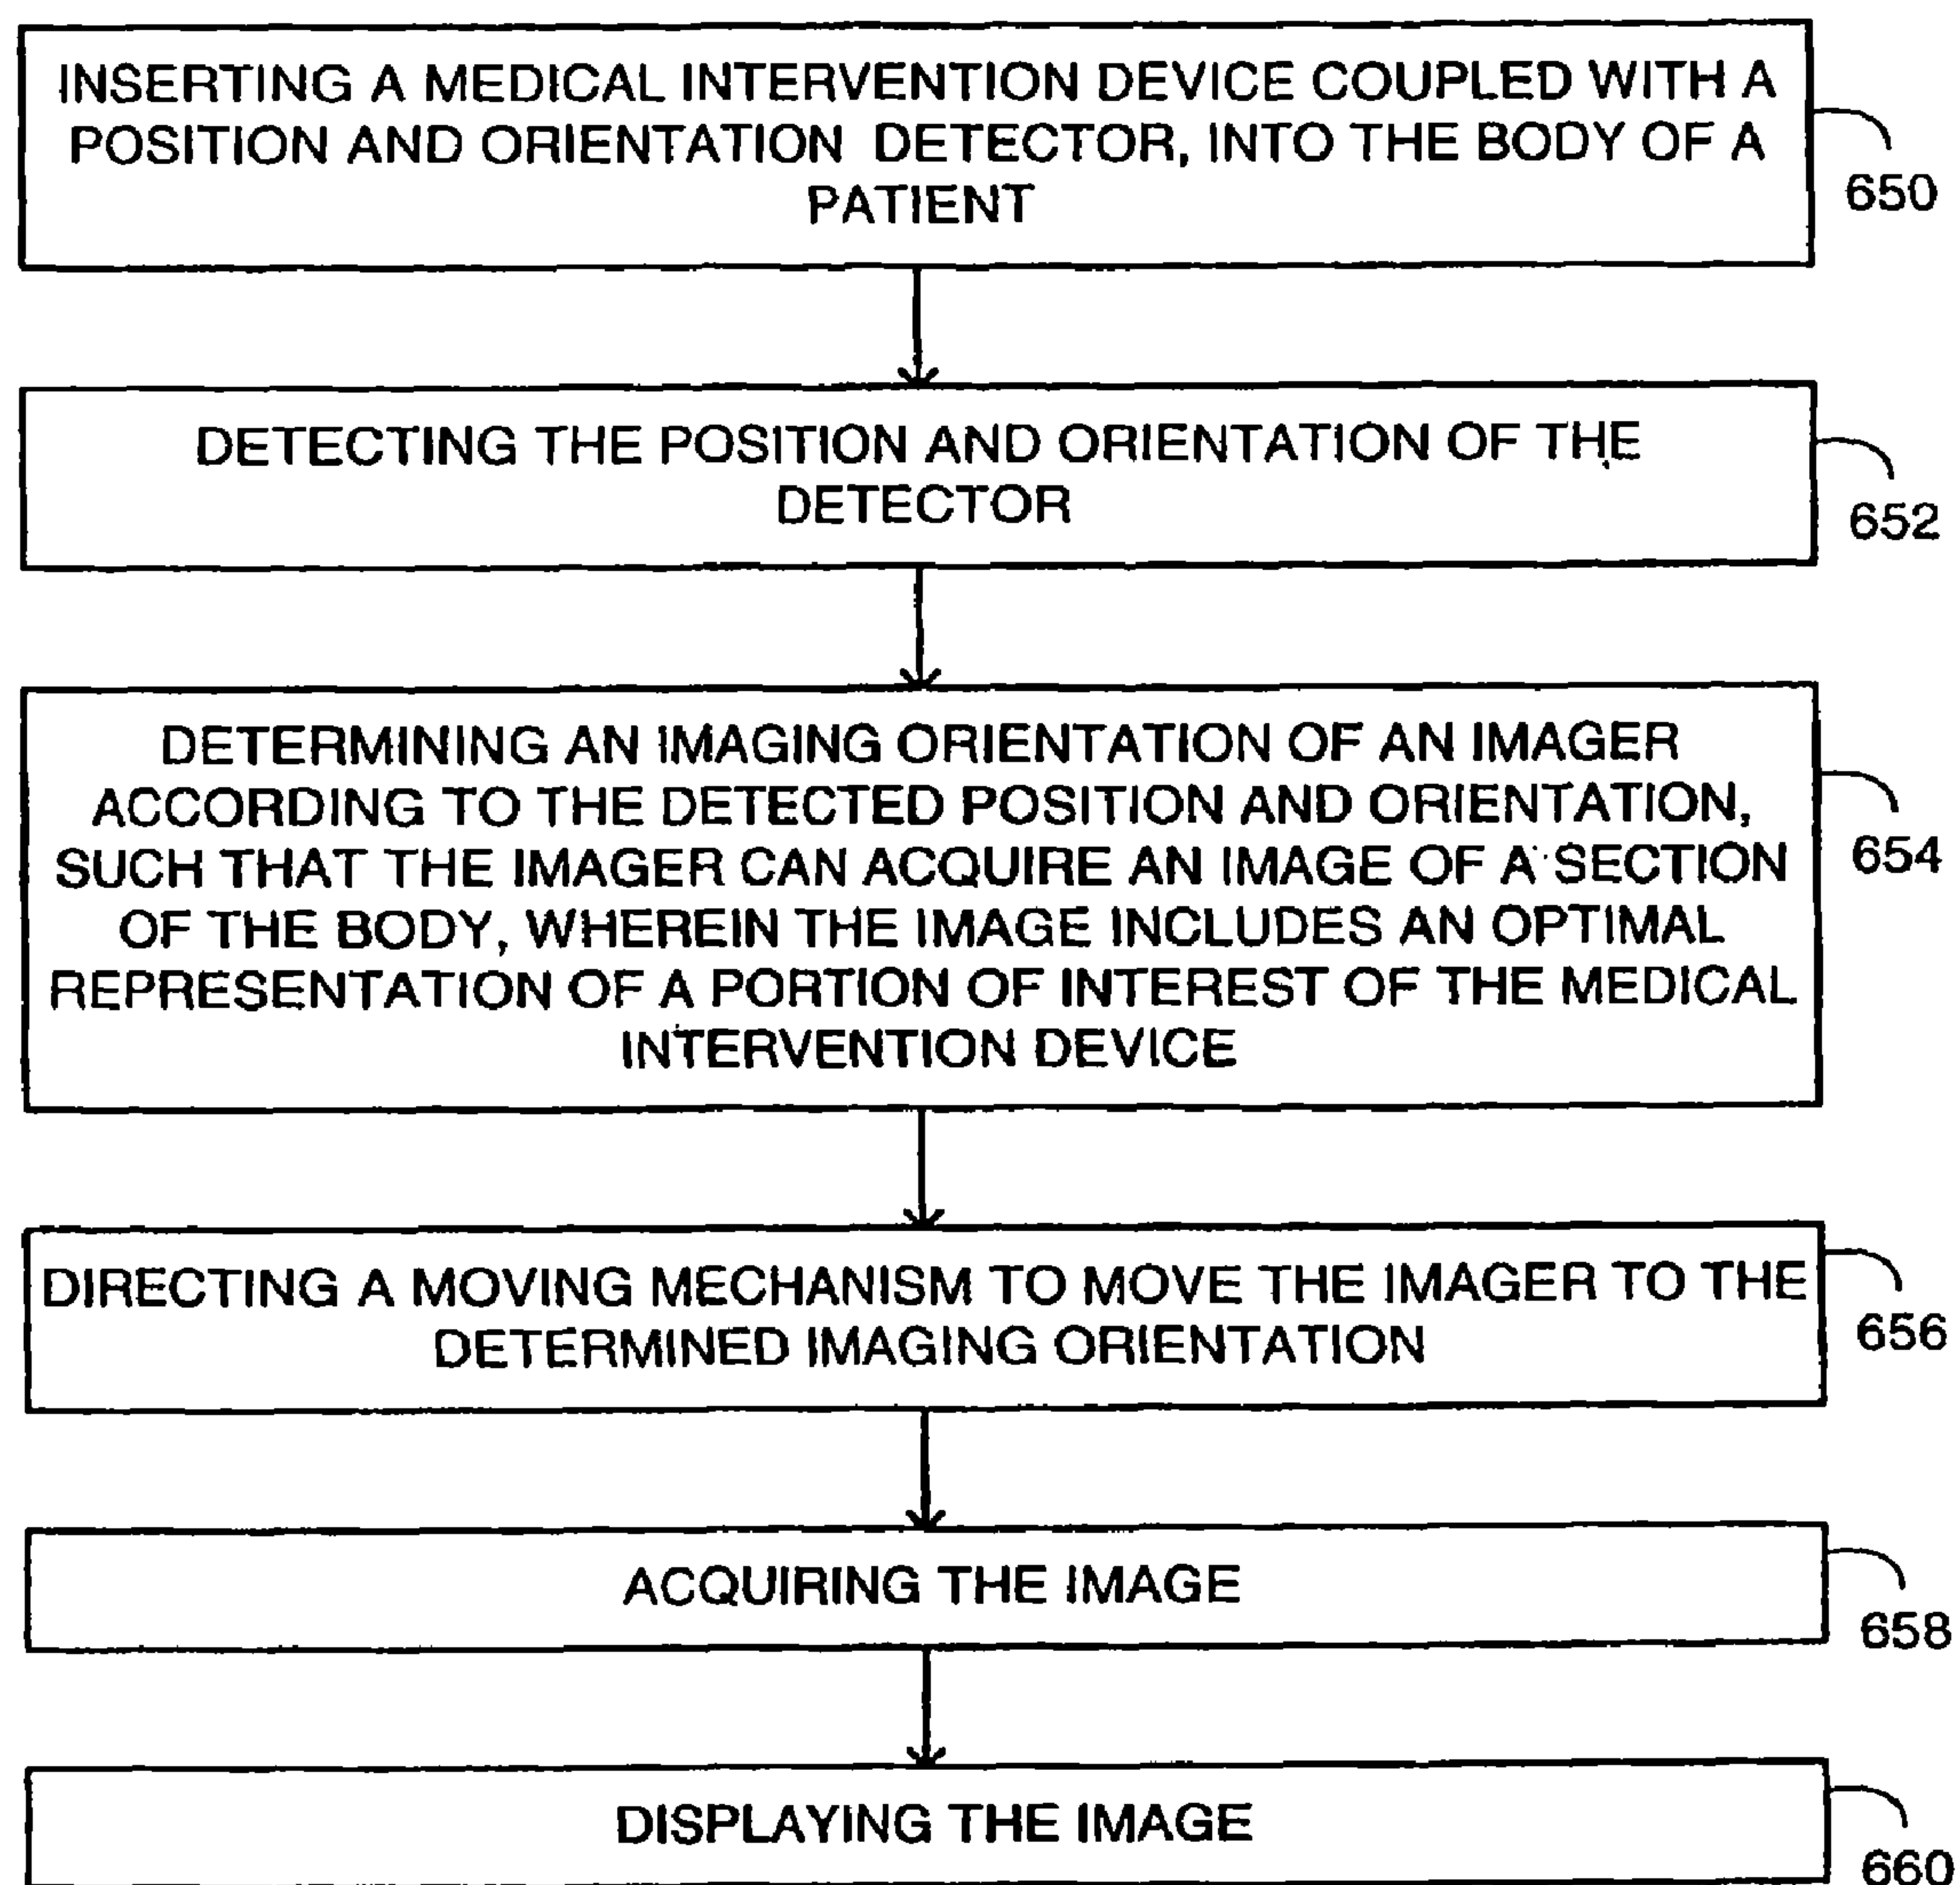 INSERTING A MEDICAL INTERVENTION DEVICE COUPLED WITH A
POSITION AND ORIENTATION DETECTOR, INTO THE BODY OF A
PATIENT
650
DETECTING THE POSITION AND ORIENTATION OF THE
DETECTOR
652
DETERMINING AN IMAGING ORIENTATION OF AN IMAGER
ACCORDING TO THE DETECTED POSITION AND ORIENTATION,
SUCH THAT THE IMAGER CAN ACQUIRE AN IMAGE OF A SECTION
OF THE BODY, WHEREIN THE IMAGE INCLUDES AN OPTIMAL
REPRESENTATION OF A PORTION OF INTEREST OF THE MEDICAL
INTERVENTION DEVICE
654
DIRECTING A MOVING MECHANISM TO MOVE THE IMAGER TO THE
DETERMINED IMAGING ORIENTATION
656
ACQUIRING THE IMAGE
658
DISPLAYING THE IMAGE
660